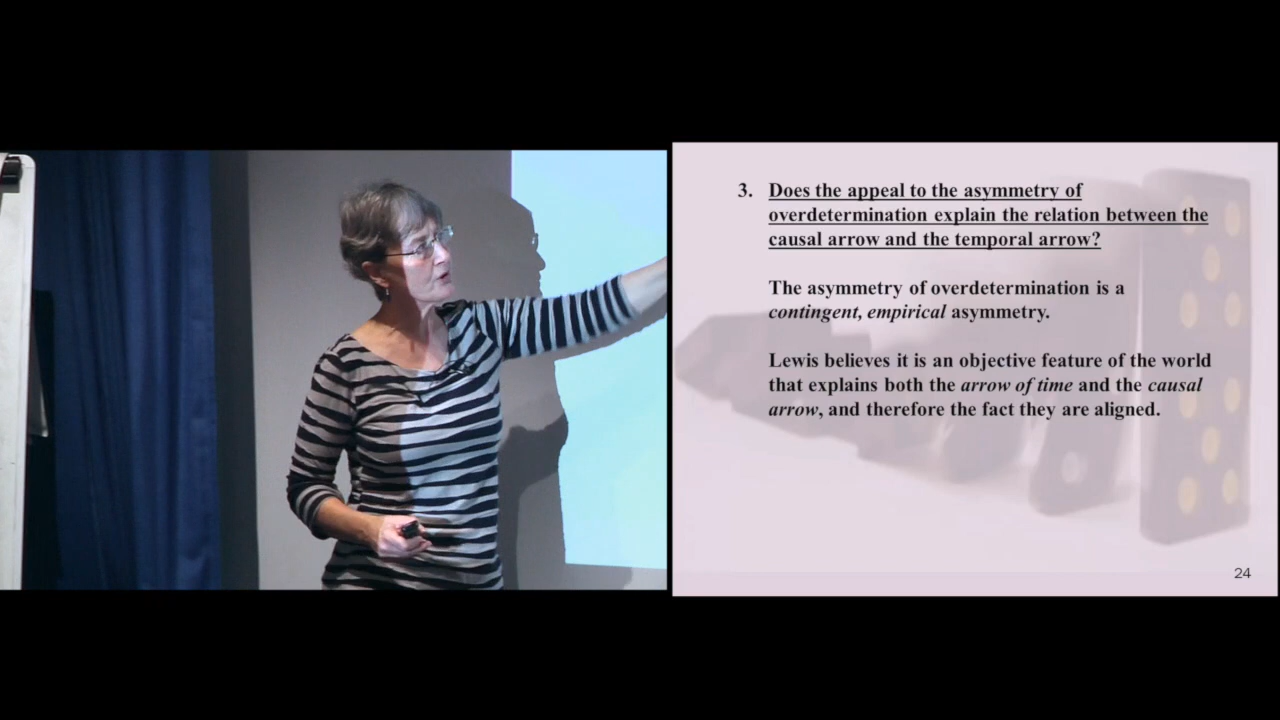 3. Does the appeal to the asymmetry of
overdetermination explain the relation between the
causal arrow and the temporal arrow?
The asymmetry of overdetermination is a
contingent, empirical asymmetry.
Lewis believes it is an objective feature of the world
that explains both the arrow of time and the causal
arrow, and therefore the fact they are aligned.
24